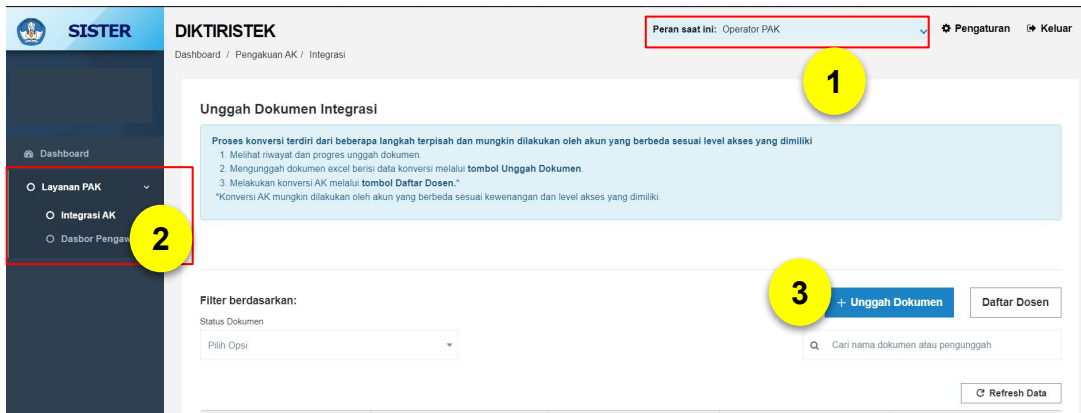 SISTER
DIKTIRISTEK
Peran saat ini: Operator PAK
Pengaturan
Keluar
Dashboard / Pengakuan AK / Integrasi
1
Unggah Dokumen Integrasi
Proses konversi terdiri dari beberapa langkah terpisah dan mungkin dilakukan oleh akun yang berbeda sesuai level akses yang dimiliki
1. Melihat riwayat dan progres unggah dokumen.
2. Mengunggah dokumen excel berisi data konversi melalui tombol Unggah Dokumen.
3. Melakukan konversi AK melalui tombol Daftar Dosen.*
*Konversi AK mungkin dilakukan oleh akun yang berbeda sesuai kewenangan dan level akses yang dimiliki.
Dashboard
Layanan PAK
Integrasi AK
Dasbor
2
Filter berdasarkan:
3
+ Unggah Dokumen
Daftar Dosen
Status Dokumen
Pilih Opsi
Cari nama dokumen atau pengunggah
Refresh Data